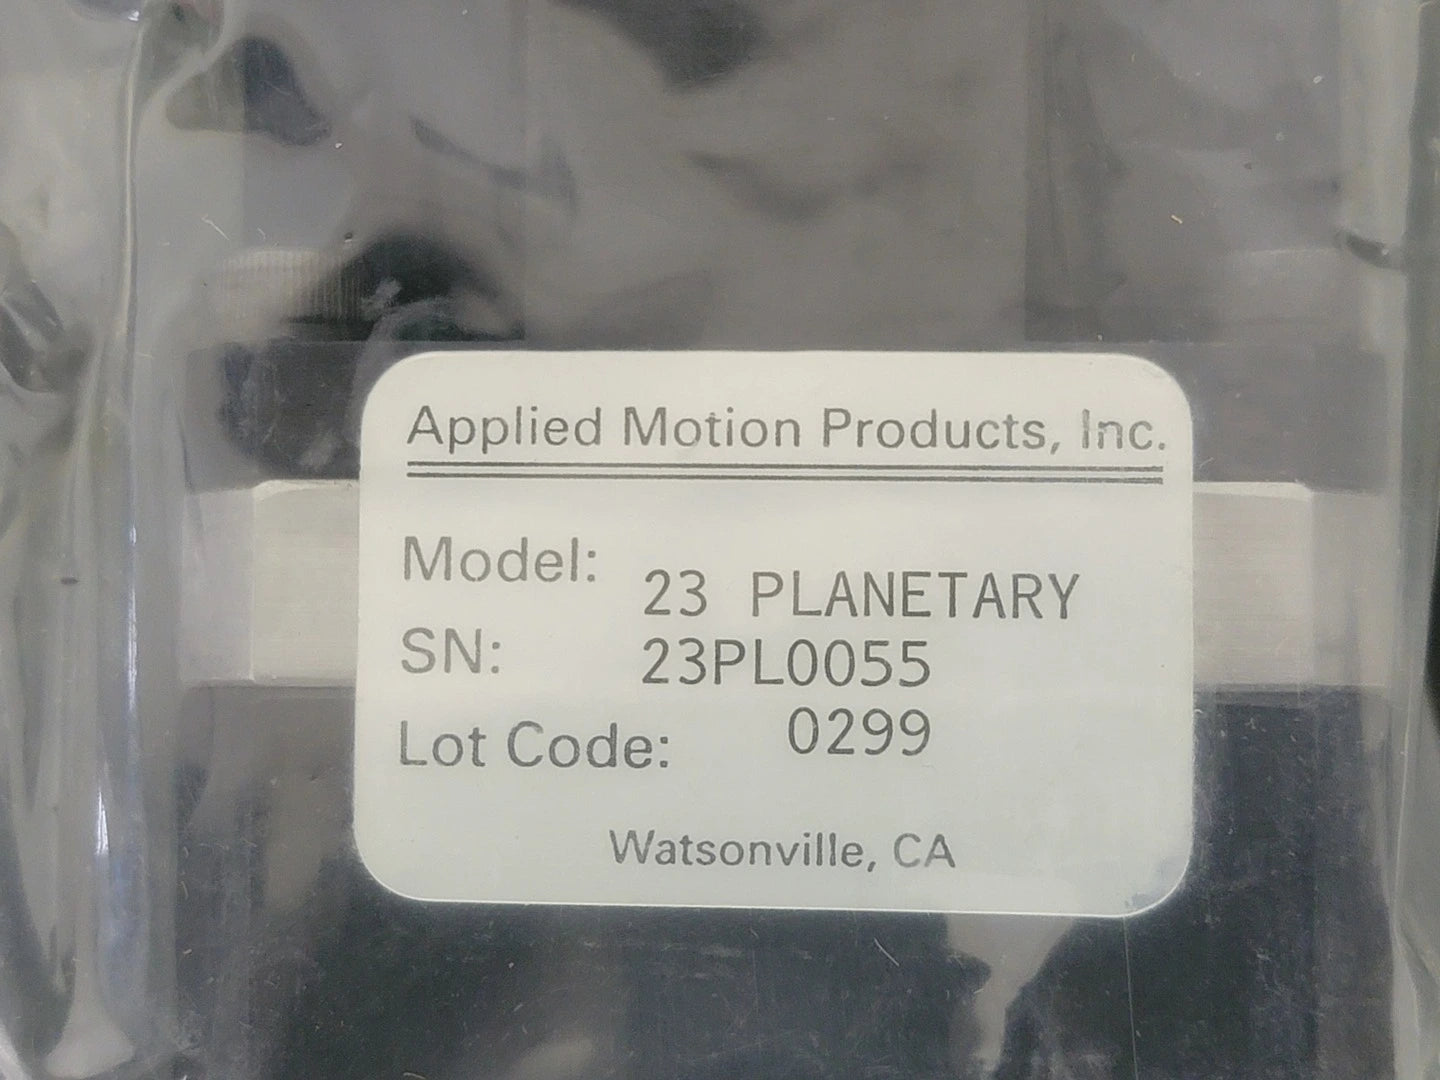 Applied Motion Products, Inc.
Model: 23 PLANETARY
SN: 23PL0055
Lot Code: 0299
Watsonville, CA